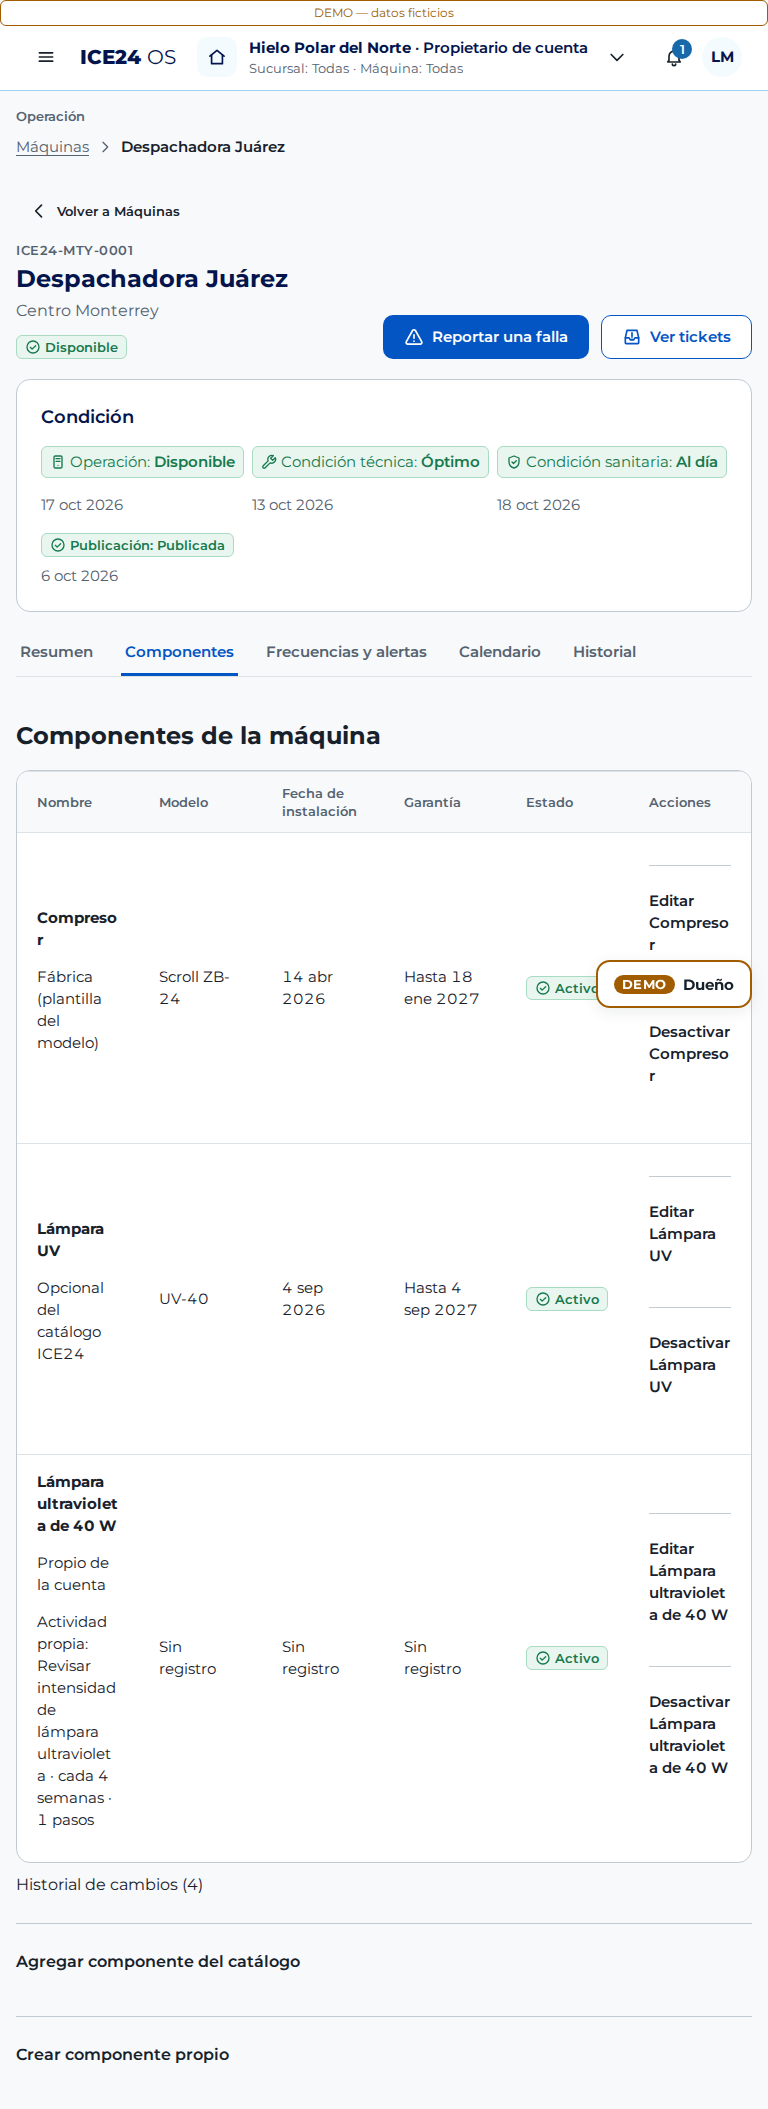 DEMO — datos ficticios
ICE24 OS
Hielo Polar del Norte · Propietario de cuenta
Sucursal: Todas · Máquina: Todas
1
LM
Operación
Máquinas
Despachadora Juárez
Volver a Máquinas
ICE24-MTY-0001
Despachadora Juárez
Centro Monterrey
Disponible
Reportar una falla
Ver tickets
Condición
Operación: Disponible
Condición técnica: Óptimo
Condición sanitaria: Al día
17 oct 2026
13 oct 2026
18 oct 2026
Publicación: Publicada
6 oct 2026
Resumen
Componentes
Frecuencias y alertas
Calendario
Historial
Componentes de la máquina
Nombre
Modelo
Fecha de
instalación
Garantía
Estado
Acciones
Compreso
r
Fábrica
(plantilla
del
modelo)
Scroll ZB-
24
14 abr
2026
Hasta 18
ene 2027
Activo
Editar
Compreso
r
DEMO Dueño
Desactivar
Compreso
r
Lámpara
UV
Opcional
del
catálogo
ICE24
UV-40
4 sep
2026
Hasta 4
sep 2027
Activo
Editar
Lámpara
UV
Desactivar
Lámpara
UV
Lámpara
ultraviolet
a de 40 W
Propio de
la cuenta
Actividad
propia:
Revisar
intensidad
de
lámpara
ultraviolet
a · cada 4
semanas ·
1 pasos
Sin
registro
Sin
registro
Sin
registro
Activo
Editar
Lámpara
ultraviolet
a de 40 W
Desactivar
Lámpara
ultraviolet
a de 40 W
Historial de cambios (4)
Agregar componente del catálogo
Crear componente propio